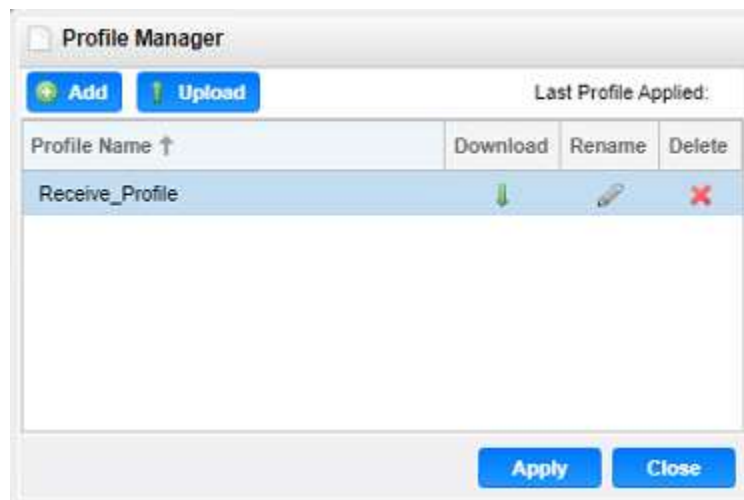 Profile Manager
Add Upload Last Profile Applied:
Profile Name Download Rename Delete
Receive_Profile
Apply Close